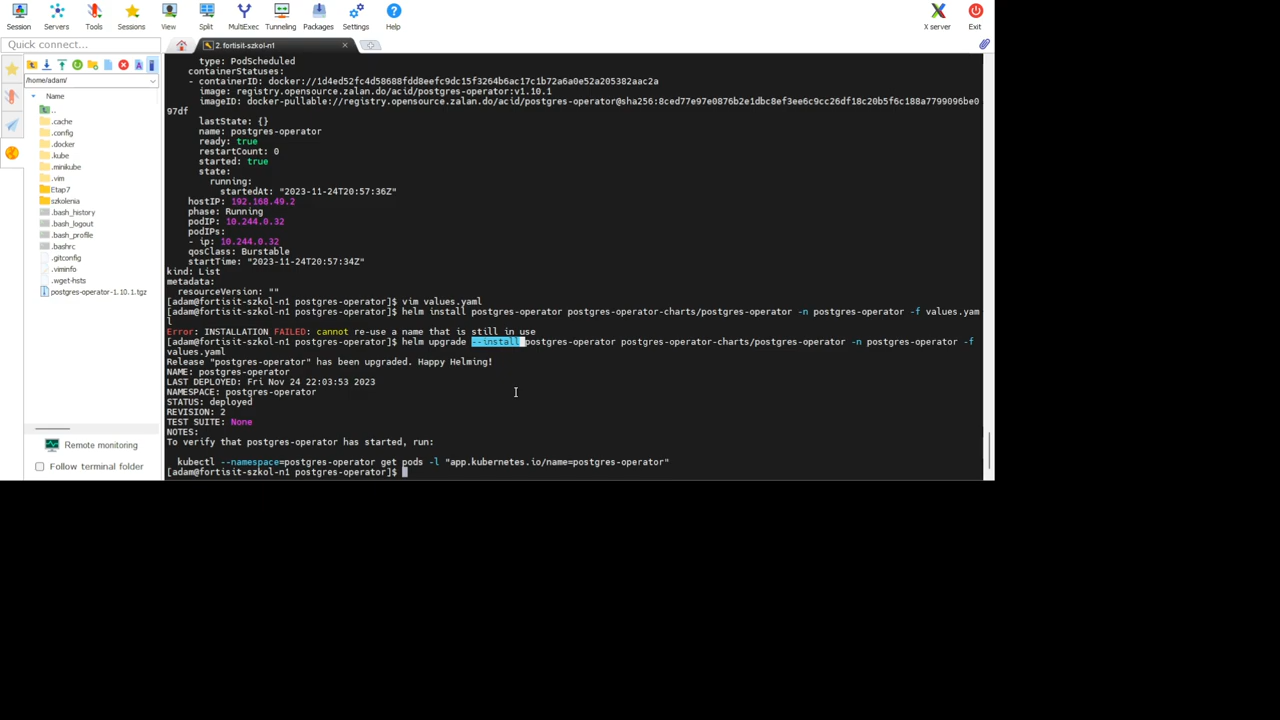 Session
Servers
Tools
Sessions
View
Split
MultiExec
Tunneling
Packages
Settings
Help
X server
Exit
Quick connect...
2. fortisit-szkol-n1
/home/adam/
Name
..
.cache
.config
.docker
.kube
.minikube
.vim
Etap7
szkolenia
.bash_history
.bash_logout
.bash_profile
.bashrc
.gitconfig
.viminfo
.wget-hsts
postgres-operator-1.10.1.tgz
Remote monitoring
Follow terminal folder
type: PodScheduled
containerStatuses:
- containerID: docker://1d4ed52fc4d58688fdd8eefc9dc15f3264b6ac17c1b72a6a0e52a205382aac2a
image: registry.opensource.zalan.do/acid/postgres-operator:v1.10.1
imageID: docker-pullable://registry.opensource.zalan.do/acid/postgres-operator@sha256:8ced77e97e0876b2e1dbc8ef3ee6c9cc26df18c20b5f6c188a7799096be0
97df
lastState: {}
name: postgres-operator
ready: true
restartCount: 0
started: true
state:
running:
startedAt: "2023-11-24T20:57:36Z"
hostIP: 192.168.49.2
phase: Running
podIP: 10.244.0.32
podIPs:
- ip: 10.244.0.32
qosClass: Burstable
startTime: "2023-11-24T20:57:34Z"
kind: List
metadata:
resourceVersion: ""
[adam@fortisit-szkol-n1 postgres-operator]$ vim values.yaml
[adam@fortisit-szkol-n1 postgres-operator]$ helm install postgres-operator postgres-operator-charts/postgres-operator -n postgres-operator -f values.yam
l
Error: INSTALLATION FAILED: cannot re-use a name that is still in use
[adam@fortisit-szkol-n1 postgres-operator]$ helm upgrade --install postgres-operator postgres-operator-charts/postgres-operator -n postgres-operator -f
values.yaml
Release "postgres-operator" has been upgraded. Happy Helming!
NAME: postgres-operator
LAST DEPLOYED: Fri Nov 24 22:03:53 2023
NAMESPACE: postgres-operator
STATUS: deployed
REVISION: 2
TEST SUITE: None
NOTES:
To verify that postgres-operator has started, run:
kubectl --namespace=postgres-operator get pods -l "app.kubernetes.io/name=postgres-operator"
[adam@fortisit-szkol-n1 postgres-operator]$